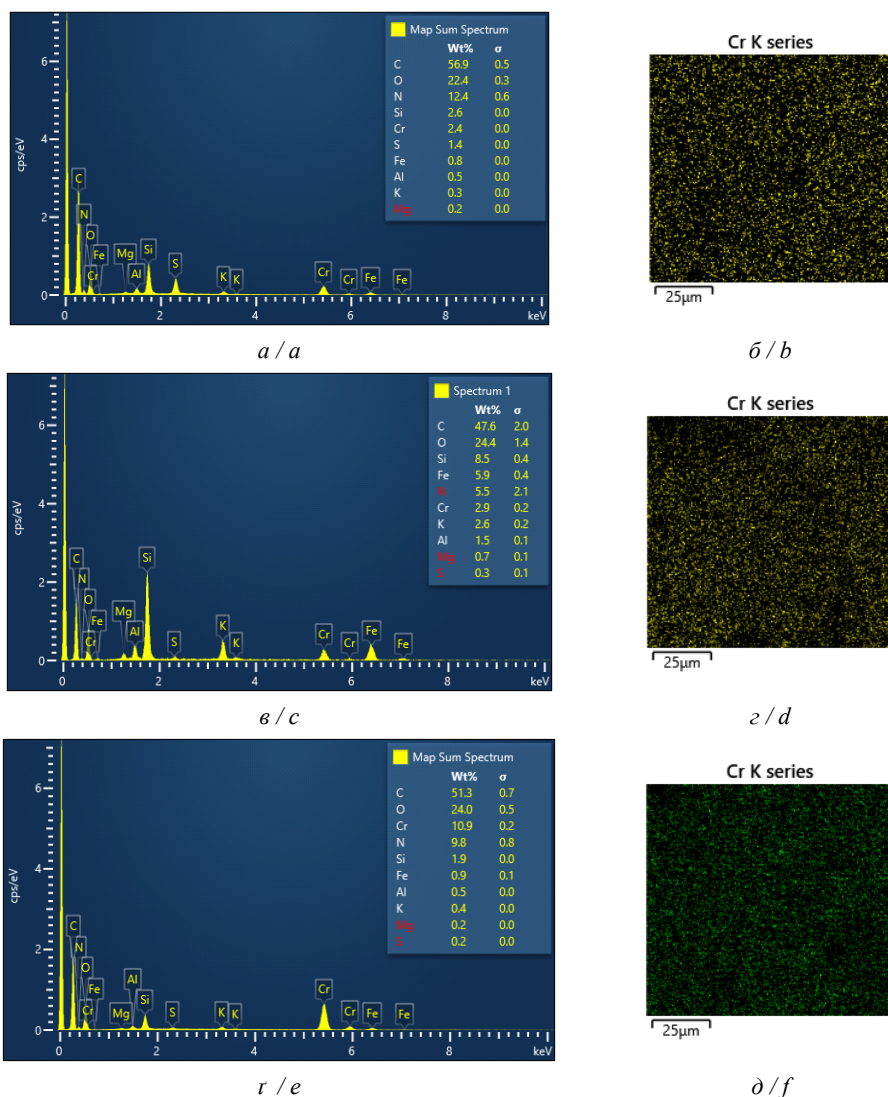 Map Sum Spectrum
Wt% σ
C 56.9 0.5
O 22.4 0.3
N 12.4 0.6
Si 2.6 0.0
Cr 2.4 0.0
S 1.4 0.0
Fe 0.8 0.0
Al 0.5 0.0
K 0.3 0.0
Mg 0.2 0.0
cps/eV
6
4
2
0
C
N
O
Fe
Cr
Mg
Al
Si
S
K
K
Cr
Cr
Fe
Fe
0 2 4 6 8 keV
Cr K series
25µm
а / a
б / b
Spectrum 1
Wt% σ
C 47.6 2.0
O 24.4 1.4
Si 8.5 0.4
Fe 5.9 0.4
N 5.5 2.1
Cr 2.9 0.2
K 2.6 0.2
Al 1.5 0.1
Mg 0.7 0.1
S 0.3 0.1
cps/eV
6
4
2
0
C
N
O
Fe
Cr
Mg
Al
Si
S
K
K
Cr
Cr
Fe
Fe
0 2 4 6 8 keV
Cr K series
25µm
в / c
г / d
Map Sum Spectrum
Wt% σ
C 51.3 0.7
O 24.0 0.5
Cr 10.9 0.2
N 9.8 0.8
Si 1.9 0.0
Fe 0.9 0.1
Al 0.5 0.0
K 0.4 0.0
Mg 0.2 0.0
S 0.2 0.0
cps/eV
6
4
2
0
C
N
O
Fe
Cr
Mg
Al
Si
S
K
K
Cr
Cr
Fe
Fe
0 2 4 6 8 keV
Cr K series
25µm
ґ / e
д / f